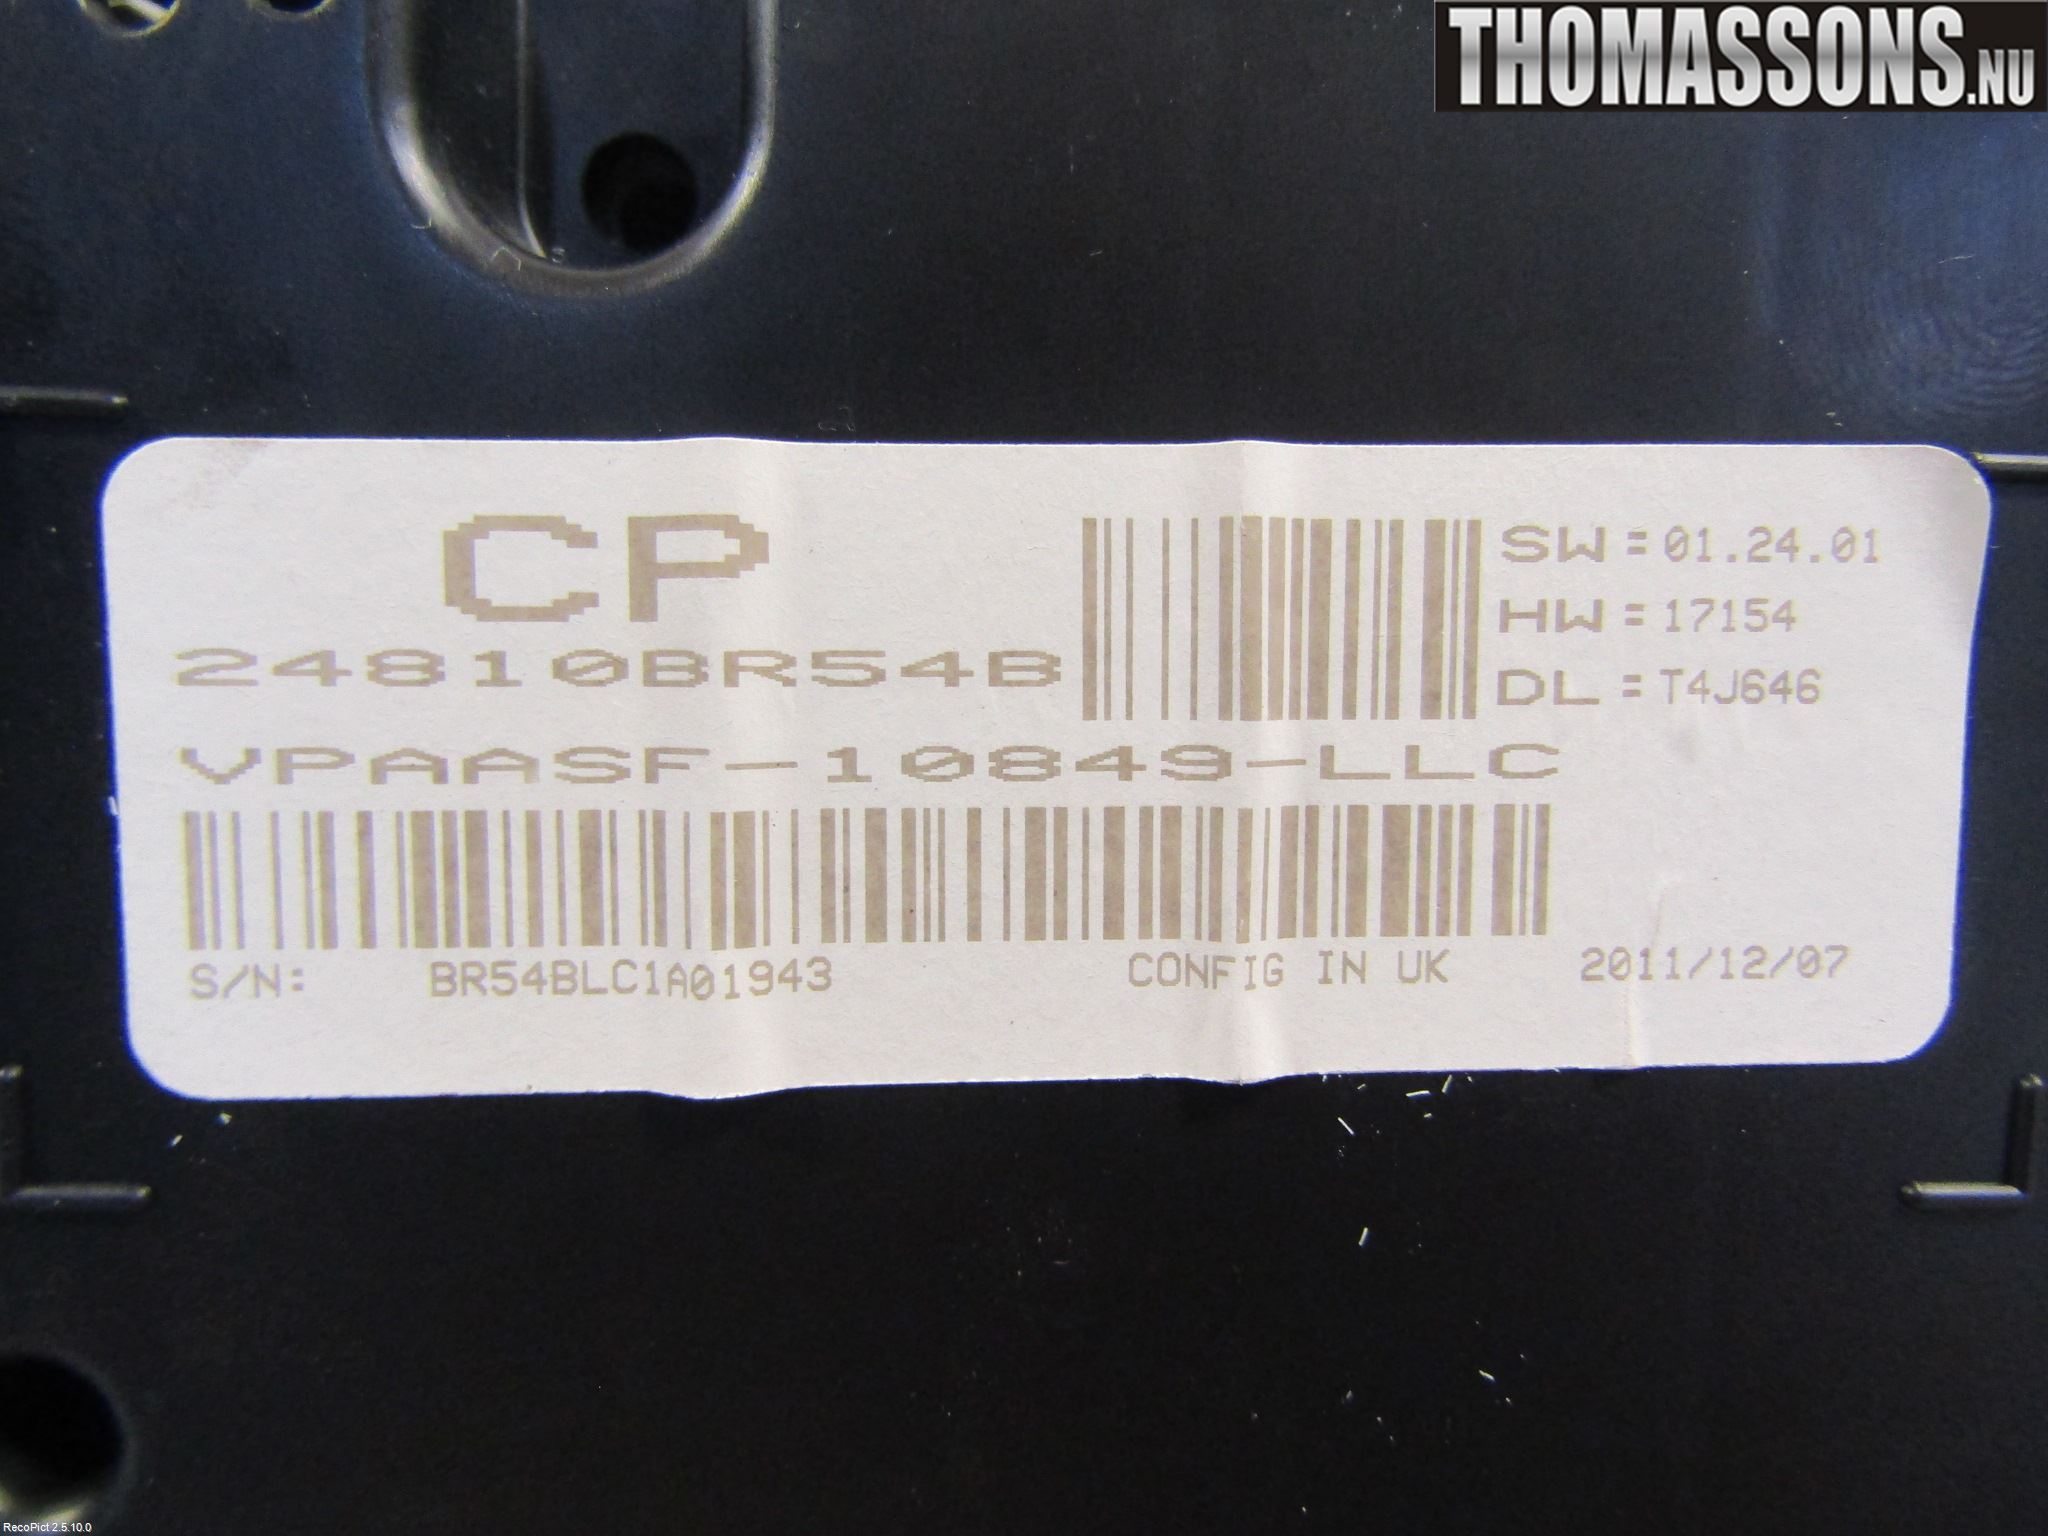 THOMASSONS.NU
CP
24810BR54B
SW = 01.24.01
HW = 17154
DL = T4J646
VPAASF-10849-LLC
S/N: BR54BLC1A01943 CONFIG IN UK 2011/12/07
RecoPict 2.5.10.0